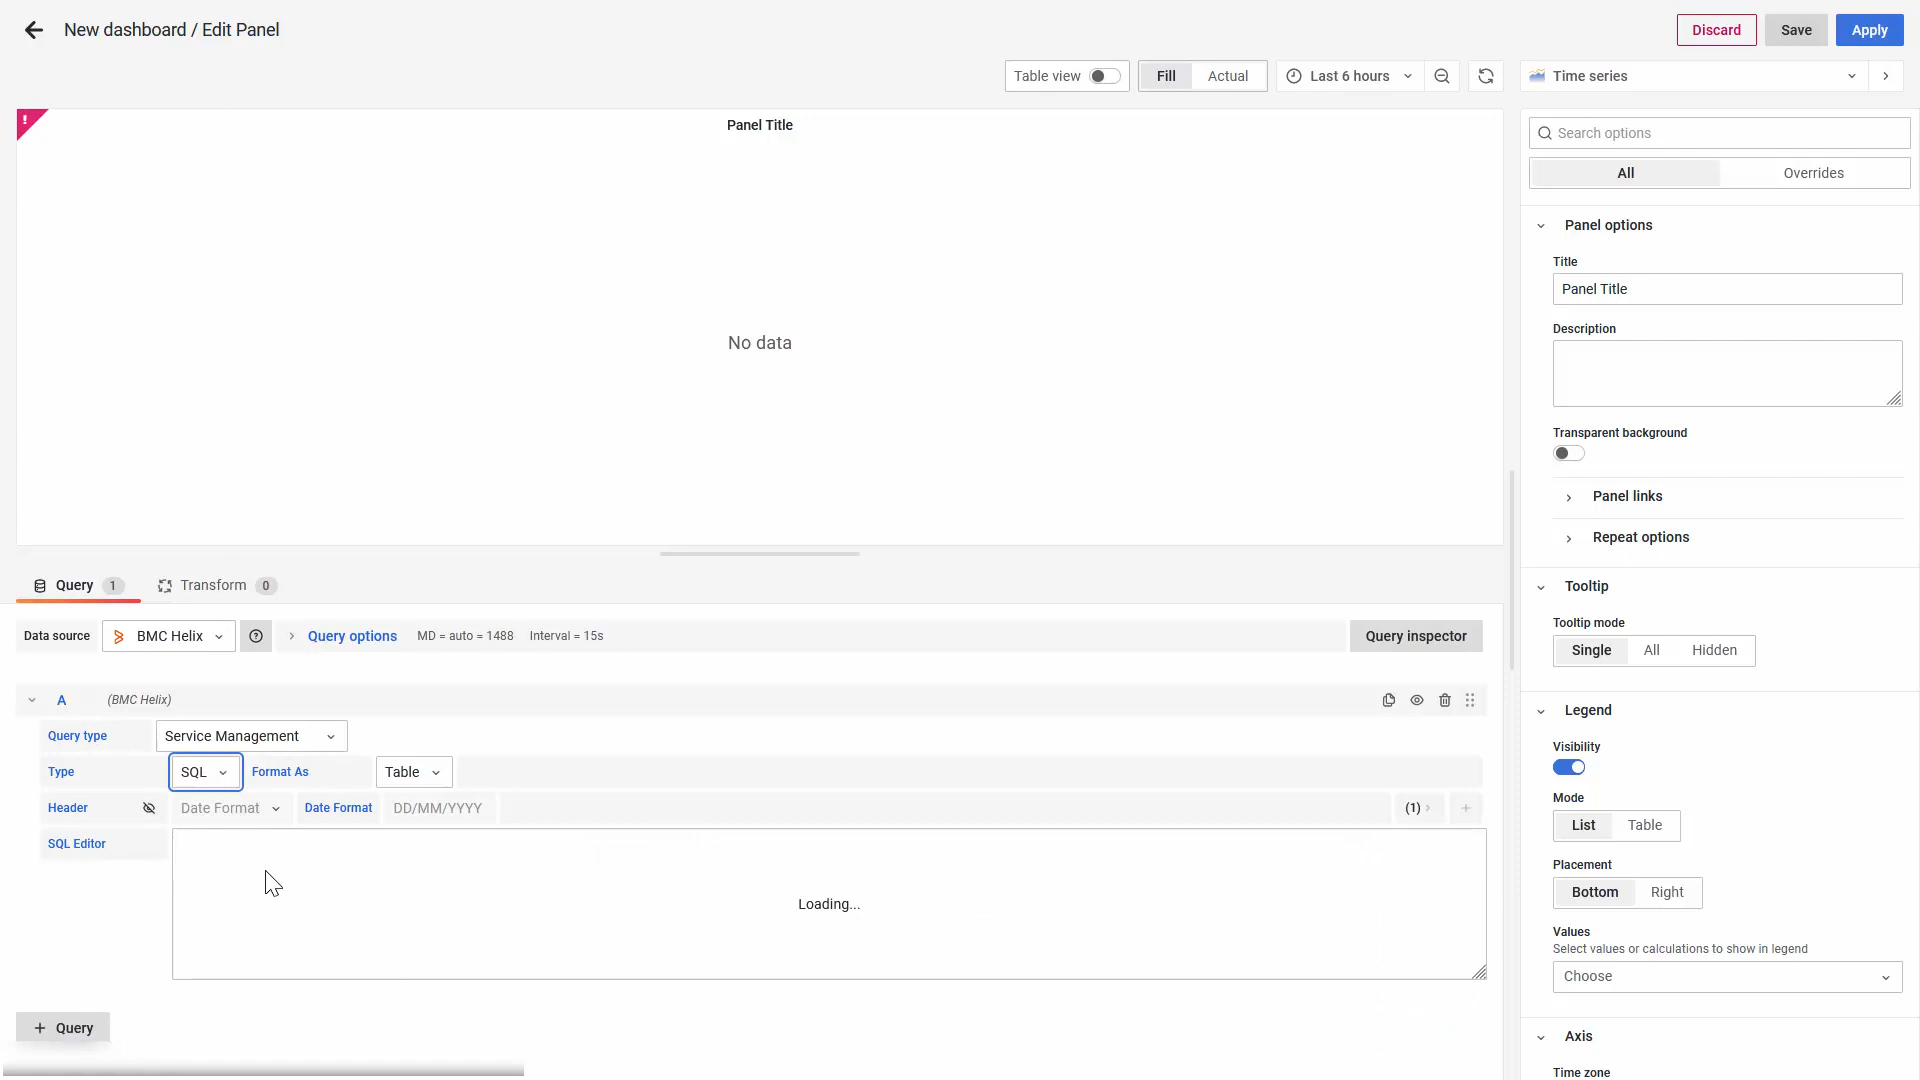 New dashboard / Edit Panel
Discard
Save
Apply
Table view
Fill
Actual
Last 6 hours
Time series
!
Panel Title
Search options
All
Overrides
Panel options
Title
Panel Title
Description
No data
Transparent background
Panel links
Repeat options
Query 1
Transform 0
Tooltip
Tooltip mode
Single
All
Hidden
Data source
BMC Helix
Query options
MD = auto = 1488
Interval = 15s
Query inspector
A
(BMC Helix)
Query type
Service Management
Type
SQL
Format As
Table
Header
Date Format
Date Format
DD/MM/YYYY
(1)
SQL Editor
Loading...
Legend
Visibility
Mode
List
Table
Placement
Bottom
Right
Values
Select values or calculations to show in legend
Choose
+ Query
Axis
Time zone